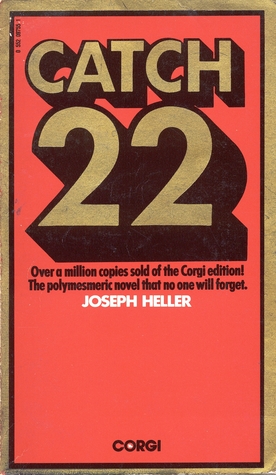 CATCH
22
Over a million copies sold of the Corgi edition!
The polymesmeric novel that no one will forget.
JOSEPH HELLER
CORGI